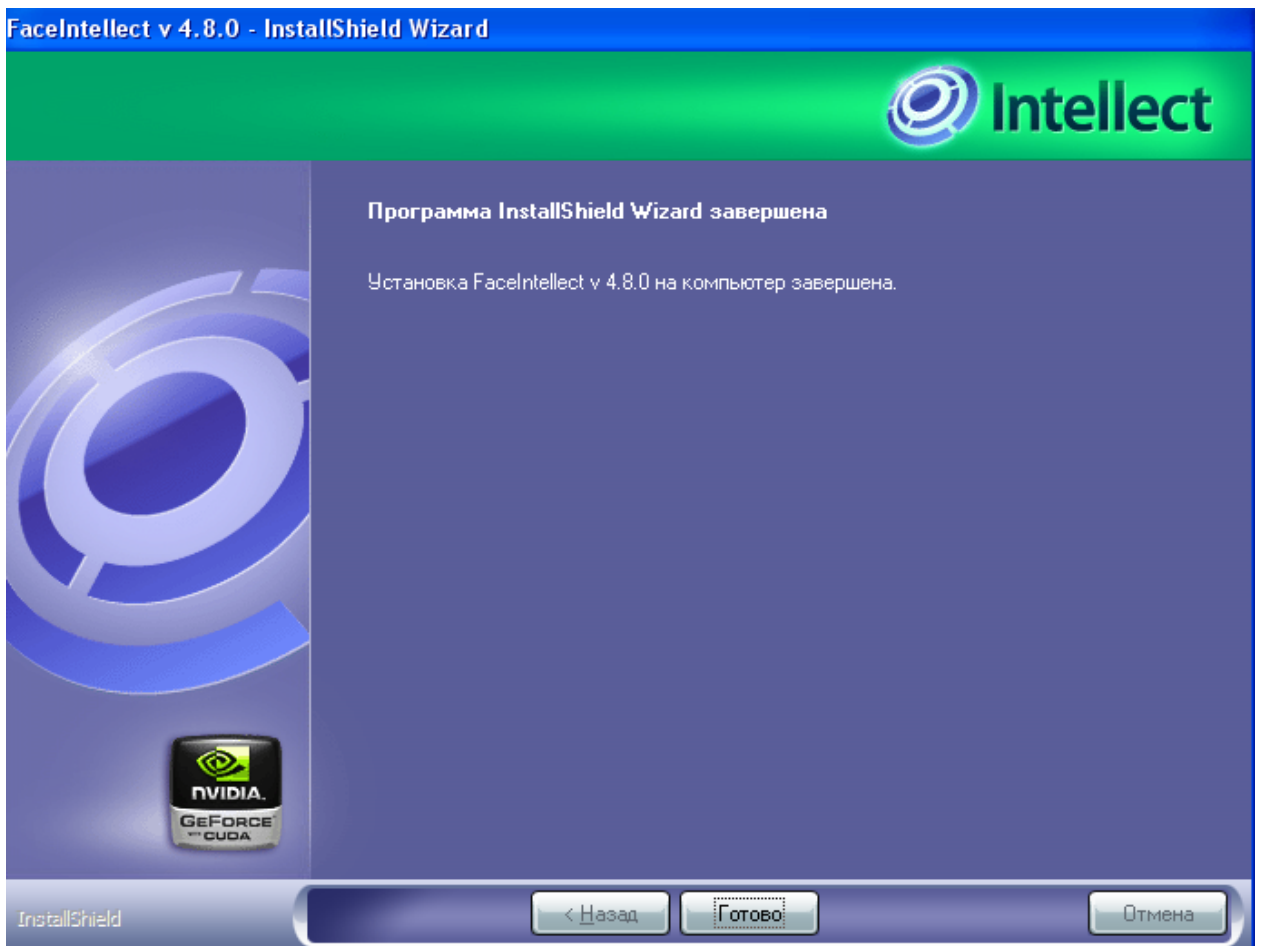 FaceIntellect v 4.8.0 - InstallShield Wizard
Intellect
Программа InstallShield Wizard завершена
Установка FaceIntellect v 4.8.0 на компьютер завершена.
NVIDIA.
GEFORCE
WITH CUDA
InstallShield
< Назад
Готово
Отмена